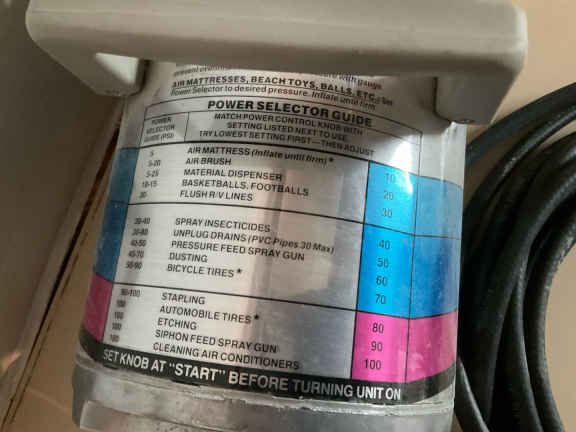 with gauge.
AIR MATTRESSES, BEACH TOYS, BALLS, ETC.: Set
Power Selector to desired pressure. Inflate until firm.
POWER SELECTOR GUIDE
POWER SELECTOR GUIDE (PSI)
MATCH POWER CONTROL KNOB WITH
SETTING LISTED NEXT TO USE
TRY LOWEST SETTING FIRST—THEN ADJUST
5 AIR MATTRESS (Inflate until firm) *
5-20 AIR BRUSH
5-25 MATERIAL DISPENSER
10-15 BASKETBALLS, FOOTBALLS
30- FLUSH R/V LINES
10
20
30
30-40 SPRAY INSECTICIDES
30-80 UNPLUG DRAINS (PVC Pipes 30 Max)
40-50 PRESSURE FEED SPRAY GUN
40-70 DUSTING
50-90 BICYCLE TIRES *
40
50
60
70
90-100 STAPLING
100 AUTOMOBILE TIRES *
100 ETCHING
100 SIPHON FEED SPRAY GUN
100 CLEANING AIR CONDITIONERS
80
90
100
SET KNOB AT "START" BEFORE TURNING UNIT ON